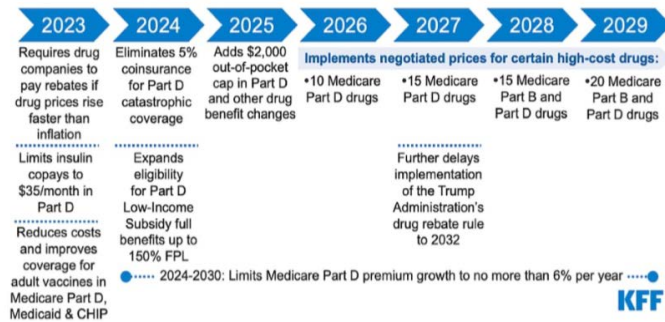 2023
2024
2025
2026
2027
2028
2029
Requires drug
companies to
pay rebates if
drug prices rise
faster than
inflation
Limits insulin
copays to
$35/month in
Part D
Reduces costs
and improves
coverage for
adult vaccines in
Medicare Part D,
Medicaid & CHIP
Eliminates 5%
coinsurance
for Part D
catastrophic
coverage
Expands
eligibility
for Part D
Low-Income
Subsidy full
benefits up to
150% FPL
Adds $2,000
out-of-pocket
cap in Part D
and other drug
benefit changes
Implements negotiated prices for certain high-cost drugs:
•10 Medicare
Part D drugs
•15 Medicare
Part D drugs
•15 Medicare
Part B and
Part D drugs
•20 Medicare
Part B and
Part D drugs
Further delays
implementation
of the Trump
Administration's
drug rebate rule
to 2032
2024-2030: Limits Medicare Part D premium growth to no more than 6% per year
KFF